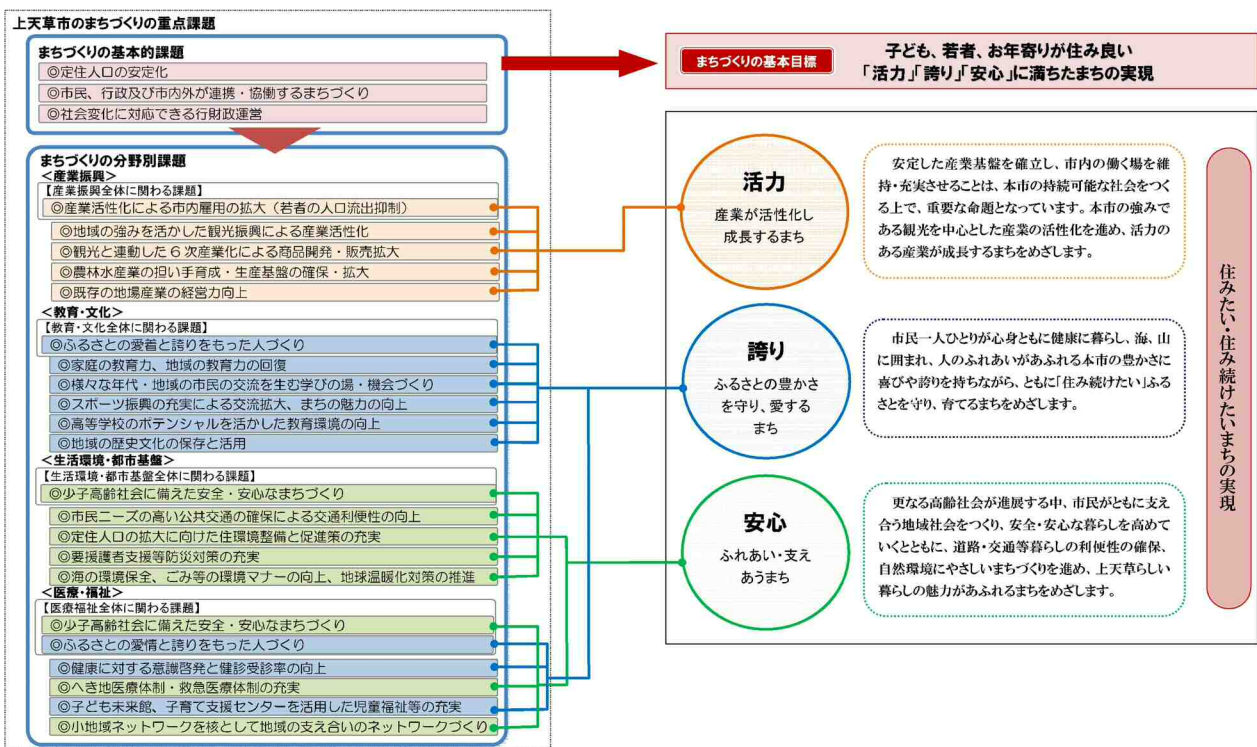 上天草市のまちづくりの重点課題
まちづくりの基本的課題
◎定住人口の安定化
◎市民、行政及び市内外が連携・協働するまちづくり
◎社会変化に対応できる行財政運営
まちづくりの分野別課題
＜産業振興＞
【産業振興全体に関わる課題】
◎産業活性化による市内雇用の拡大（若者の人口流出抑制）
◎地域の強みを活かした観光振興による産業活性化
◎観光と連動した６次産業化による商品開発・販売拡大
◎農林水産業の担い手育成・生産基盤の確保・拡大
◎既存の地場産業の経営力向上
＜教育・文化＞
【教育・文化全体に関わる課題】
◎ふるさとの愛着と誇りをもった人づくり
◎家庭の教育力、地域の教育力の回復
◎様々な年代・地域の市民の交流を生む学びの場・機会づくり
◎スポーツ振興の充実による交流拡大、まちの魅力の向上
◎高等学校のポテンシャルを活かした教育環境の向上
◎地域の歴史文化の保存と活用
＜生活環境・都市基盤＞
【生活環境・都市基盤全体に関わる課題】
◎少子高齢社会に備えた安全・安心なまちづくり
◎市民ニーズの高い公共交通の確保による交通利便性の向上
◎定住人口の拡大に向けた住環境整備と促進策の充実
◎要援護者支援等防災対策の充実
◎海の環境保全、ごみ等の環境マナーの向上、地球温暖化対策の推進
＜医療・福祉＞
【医療福祉全体に関わる課題】
◎少子高齢社会に備えた安全・安心なまちづくり
◎ふるさとの愛情と誇りをもった人づくり
◎健康に対する意識啓発と健診受診率の向上
◎へき地医療体制・救急医療体制の充実
◎子ども未来館、子育て支援センターを活用した児童福祉等の充実
◎小地域ネットワークを核として地域の支え合いのネットワークづくり
まちづくりの基本目標
子ども、若者、お年寄りが住み良い
「活力」「誇り」「安心」に満ちたまちの実現
活力
産業が活性化し
成長するまち
安定した産業基盤を確立し、市内の働く場を維
持・充実させることは、本市の持続可能な社会をつく
る上で、重要な命題となっています。本市の強みで
ある観光を中心とした産業の活性化を進め、活力の
ある産業が成長するまちをめざします。
誇り
ふるさとの豊かさ
を守り、愛する
まち
市民一人ひとりが心身ともに健康に暮らし、海、山
に囲まれ、人のふれあいがあふれる本市の豊かさに
喜びや誇りを持ちながら、ともに「住み続けたい」ふる
さとを守り、育てるまちをめざします。
安心
ふれあい・支え
あうまち
更なる高齢社会が進展する中、市民がともに支え
合う地域社会をつくり、安全・安心な暮らしを高めて
いくとともに、道路・交通等暮らしの利便性の確保、
自然環境にやさしいまちづくりを進め、上天草らしい
暮らしの魅力があふれるまちをめざします。
住みたい・住み続けたいまちの実現